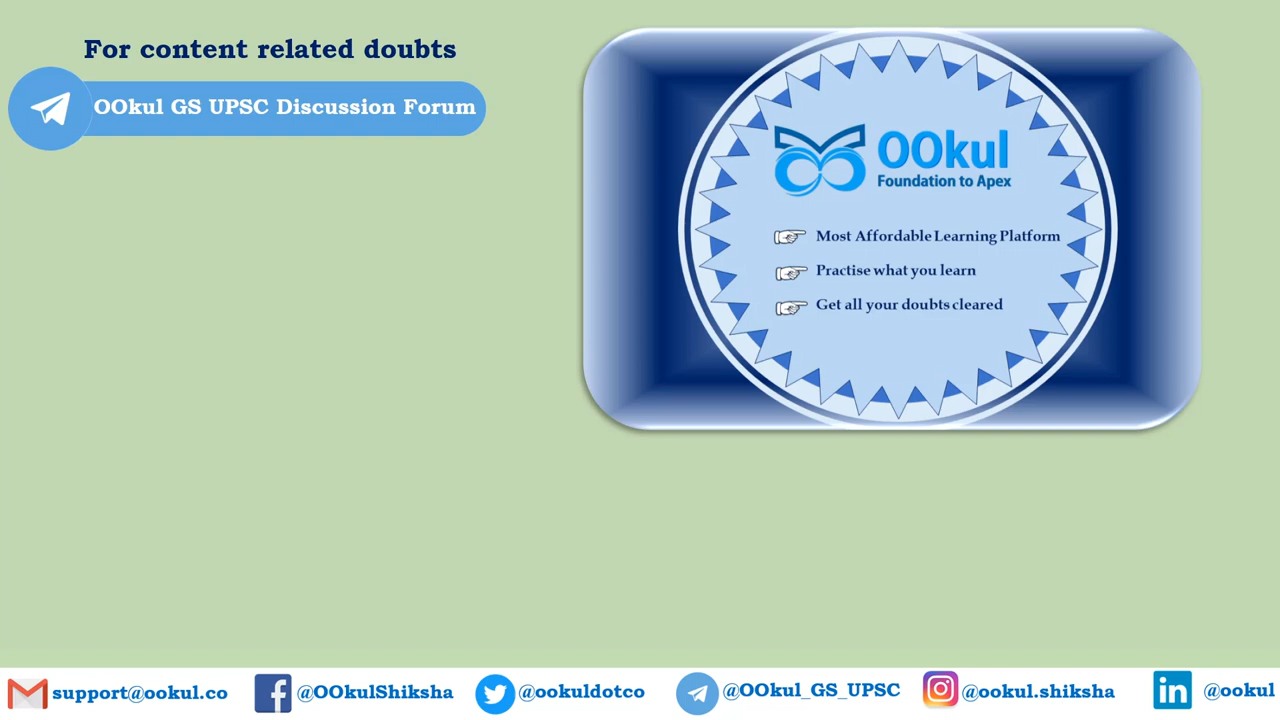 For content related doubts
OOkul GS UPSC Discussion Forum
OOkul
Foundation to Apex
Most Affordable Learning Platform
Practise what you learn
Get all your doubts cleared
support@ookul.co @OOkulShiksha @ookuldotco @OOkul_GS_UPSC @ookul.shiksha @ookul